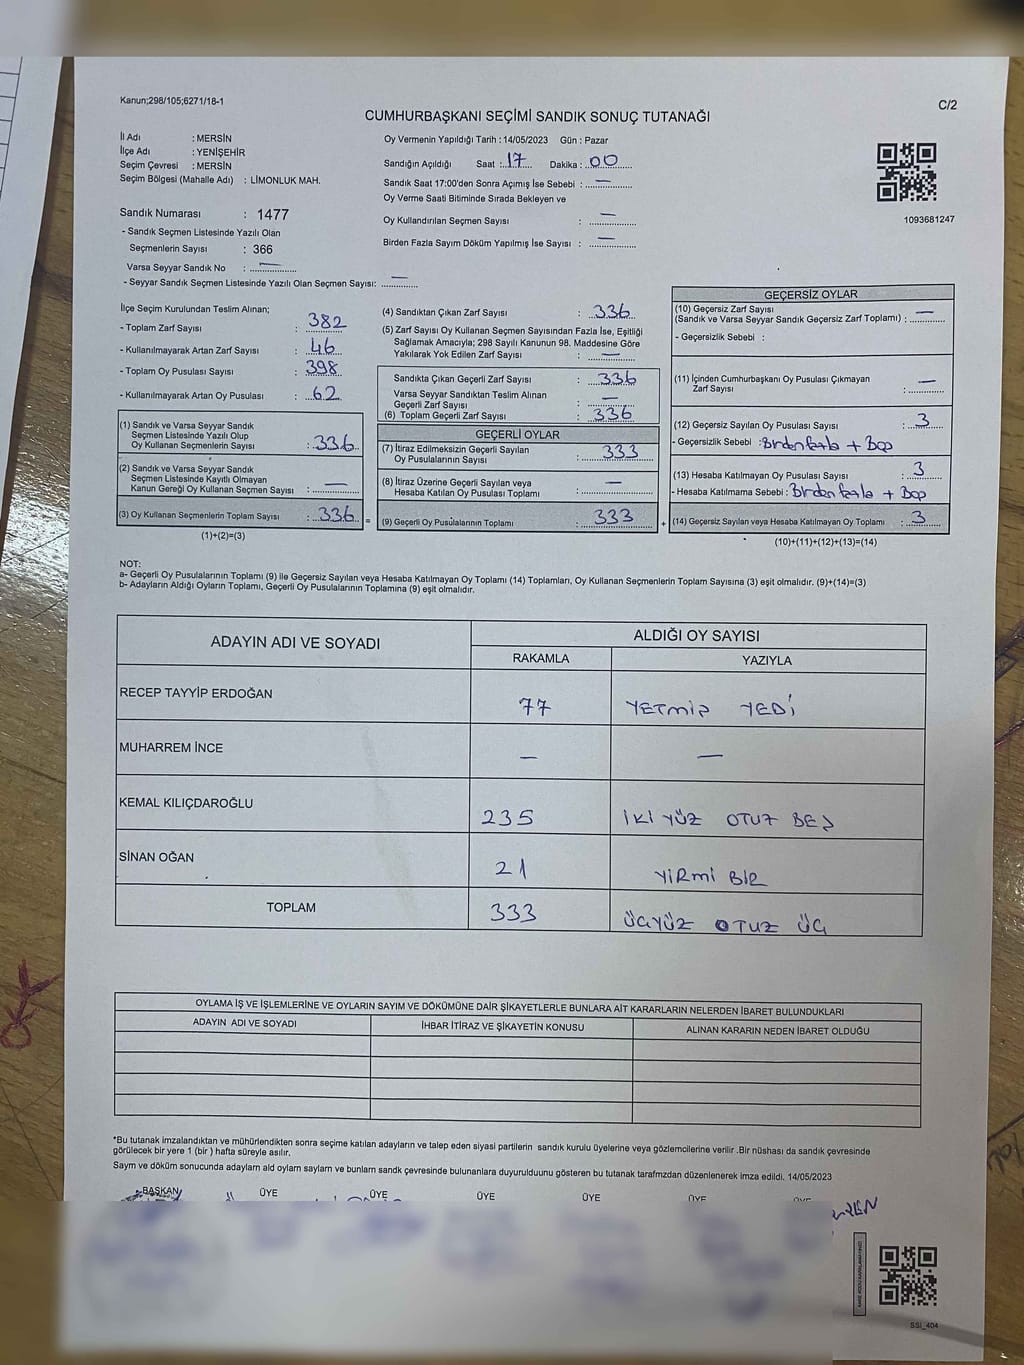 Kanun;298/105;6271/18-1
C/2
CUMHURBAŞKANI SEÇİMİ SANDIK SONUÇ TUTANAĞI
İl Adı : MERSİN
İlçe Adı : YENİŞEHİR
Seçim Çevresi : MERSİN
Seçim Bölgesi (Mahalle Adı) : LİMONLUK MAH.
Oy Vermenin Yapıldığı Tarih : 14/05/2023 Gün : Pazar
Sandığın Açıldığı Saat : 17 Dakika : 00
Sandık Saat 17:00'den Sonra Açımış İse Sebebi : —
Oy Verme Saati Bitiminde Sırada Bekleyen ve
Oy Kullandırılan Seçmen Sayısı : —
Birden Fazla Sayım Döküm Yapılmış İse Sayısı : —
1093681247
Sandık Numarası : 1477
- Sandık Seçmen Listesinde Yazılı Olan
Seçmenlerin Sayısı : 366
Varsa Seyyar Sandık No : —
- Seyyar Sandık Seçmen Listesinde Yazılı Olan Seçmen Sayısı: —
İlçe Seçim Kurulundan Teslim Alınan;
- Toplam Zarf Sayısı : 382
- Kullanılmayarak Artan Zarf Sayısı : 46
- Toplam Oy Pusulası Sayısı : 398
- Kullanılmayarak Artan Oy Pusulası : 62
(1) Sandık ve Varsa Seyyar Sandık
Seçmen Listesinde Yazılı Olup
Oy Kullanan Seçmenlerin Sayısı : 336
(2) Sandık ve Varsa Seyyar Sandık
Seçmen Listesinde Kayıtlı Olmayan
Kanun Gereği Oy Kullanan Seçmen Sayısı : —
(3) Oy Kullanan Seçmenlerin Toplam Sayısı : 336 =
(1)+(2)=(3)
(4) Sandıktan Çıkan Zarf Sayısı : 336
(5) Zarf Sayısı Oy Kullanan Seçmen Sayısından Fazla İse, Eşitliği
Sağlamak Amacıyla; 298 Sayılı Kanunun 98. Maddesine Göre
Yakılarak Yok Edilen Zarf Sayısı : —
Sandıkta Çıkan Geçerli Zarf Sayısı : 336
Varsa Seyyar Sandıktan Teslim Alınan
Geçerli Zarf Sayısı : —
(6) Toplam Geçerli Zarf Sayısı : 336
GEÇERLİ OYLAR
(7) İtiraz Edilmeksizin Geçerli Sayılan
Oy Pusulalarının Sayısı : 333
(8) İtiraz Üzerine Geçerli Sayılan veya
Hesaba Katılan Oy Pusulası Toplamı : —
(9) Geçerli Oy Pusulalarının Toplamı : 333 +
GEÇERSİZ OYLAR
(10) Geçersiz Zarf Sayısı
(Sandık ve Varsa Seyyar Sandık Geçersiz Zarf Toplamı) : —
- Geçersizlik Sebebi :
(11) İçinden Cumhurbaşkanı Oy Pusulası Çıkmayan
Zarf Sayısı : —
(12) Geçersiz Sayılan Oy Pusulası Sayısı : 3
- Geçersizlik Sebebi : Birden fazla + Boş
(13) Hesaba Katılmayan Oy Pusulası Sayısı : 3
- Hesaba Katılmama Sebebi : Birden fazla + Boş
(14) Geçersiz Sayılan veya Hesaba Katılmayan Oy Toplamı : 3
(10)+(11)+(12)+(13)=(14)
NOT:
a- Geçerli Oy Pusulalarının Toplamı (9) ile Geçersiz Sayılan veya Hesaba Katılmayan Oy Toplamı (14) Toplamları, Oy Kullanan Seçmenlerin Toplam Sayısına (3) eşit olmalıdır. (9)+(14)=(3)
b- Adayların Aldığı Oyların Toplamı, Geçerli Oy Pusulalarının Toplamına (9) eşit olmalıdır.
ADAYIN ADI VE SOYADI
ALDIĞI OY SAYISI
RAKAMLA YAZIYLA
RECEP TAYYİP ERDOĞAN 77 YETMİŞ YEDİ
MUHARREM İNCE — —
KEMAL KILIÇDAROĞLU 235 İKİ YÜZ OTUZ BEŞ
SİNAN OĞAN 21 YİRMİ BİR
TOPLAM 333 ÜÇYÜZ OTUZ ÜÇ
OYLAMA İŞ VE İŞLEMLERİNE VE OYLARIN SAYIM VE DÖKÜMÜNE DAİR ŞİKAYETLERLE BUNLARA AİT KARARLARIN NELERDEN İBARET BULUNDUKLARI
ADAYIN ADI VE SOYADI İHBAR İTİRAZ VE ŞİKAYETİN KONUSU ALINAN KARARIN NEDEN İBARET OLDUĞU
*Bu tutanak imzalandıktan ve mühürlendikten sonra seçime katılan adayların ve talep eden siyasi partilerin sandık kurulu üyelerine veya gözlemcilerine verilir .Bir nüshası da sandık çevresinde
görülecek bir yere 1 (bir ) hafta süreyle asılır.
Saym ve döküm sonucunda adaylarn ald oylarn saylarn ve bunlarn sandk çevresinde bulunanlara duyurulduunu gösteren bu tutanak tarafmzdan düzenlenerek imza edildi. 14/05/2023
BAŞKAN ÜYE ÜYE ÜYE ÜYE ÜYE ÜYE
SSI_404